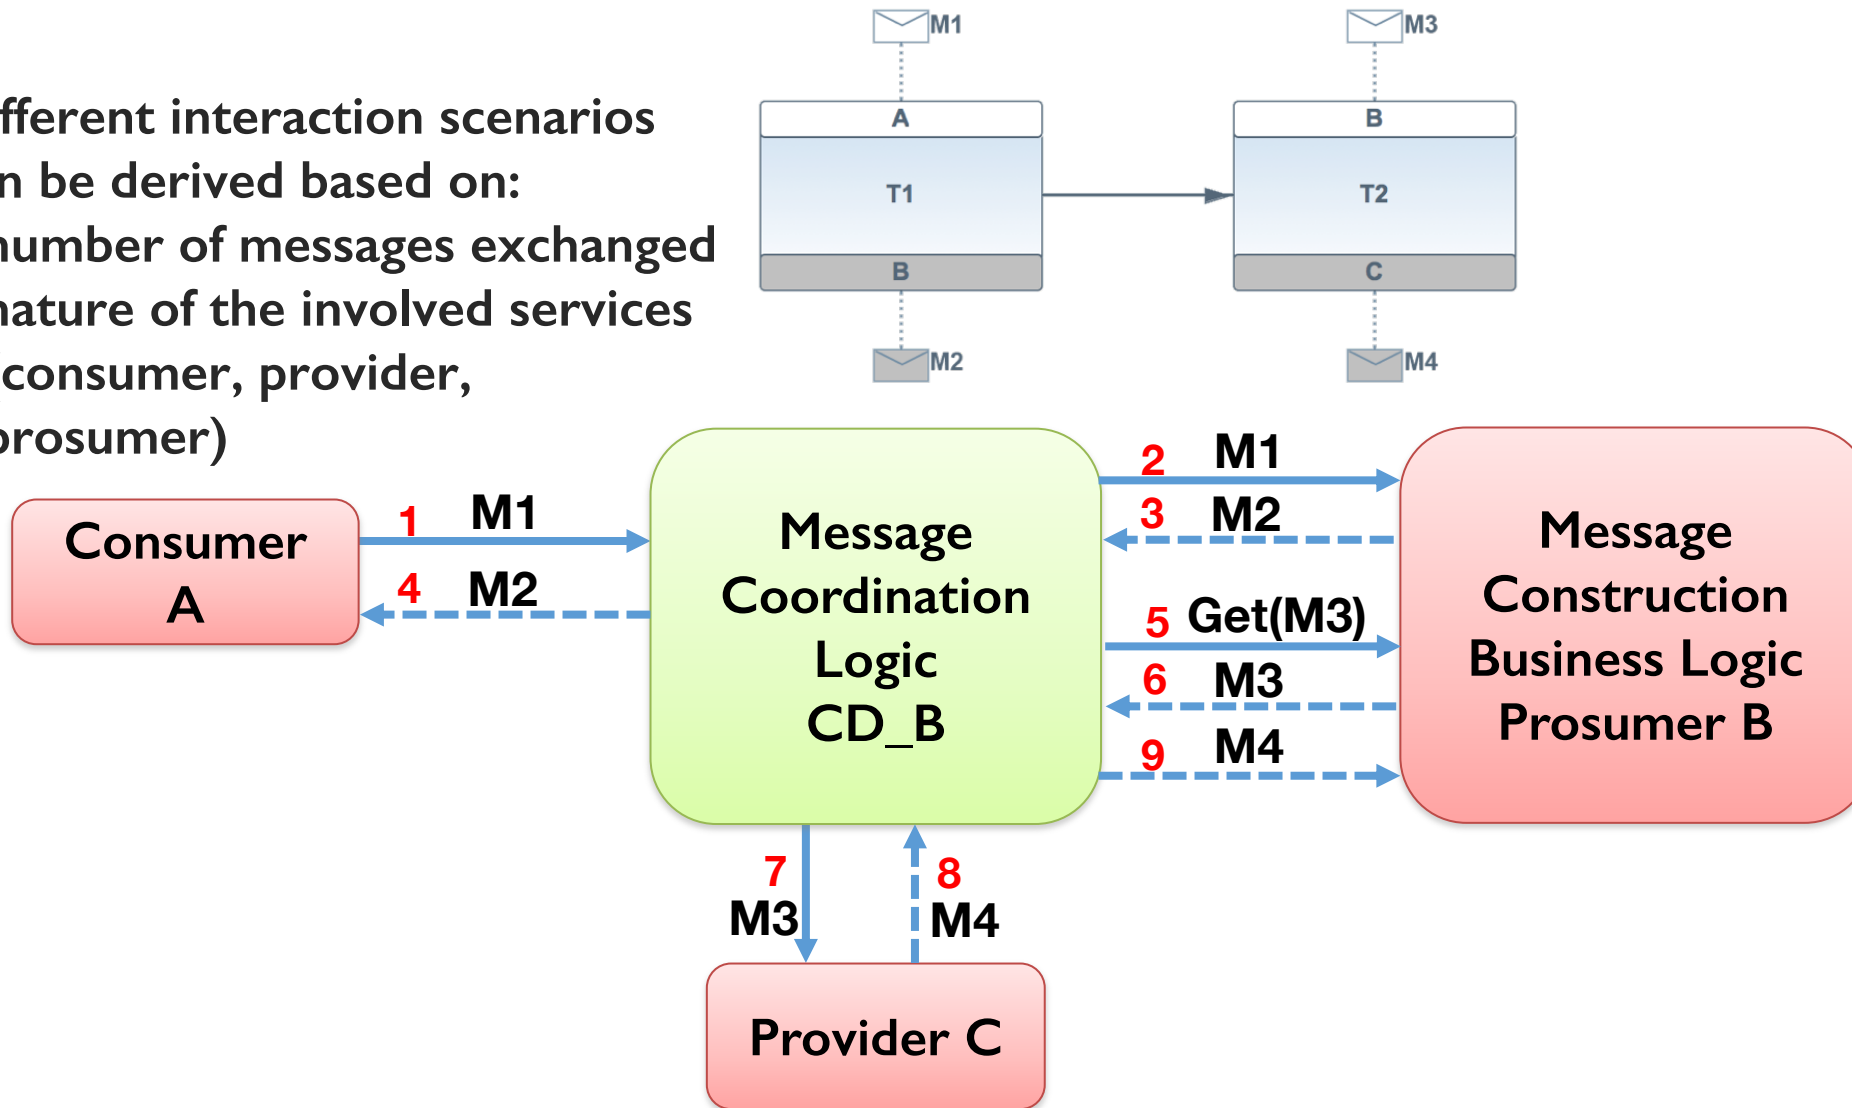 M1
M3
fferent interaction scenarios
n be derived based on:
number of messages exchanged
nature of the involved services
consumer, provider,
prosumer)
A
B
T1
T2
B
C
M2
M4
Consumer
A
1 M1
4 M2
Message
Coordination
Logic
CD_B
2 M1
3 M2
5 Get(M3)
6 M3
9 M4
Message
Construction
Business Logic
Prosumer B
7
M3
8
M4
Provider C